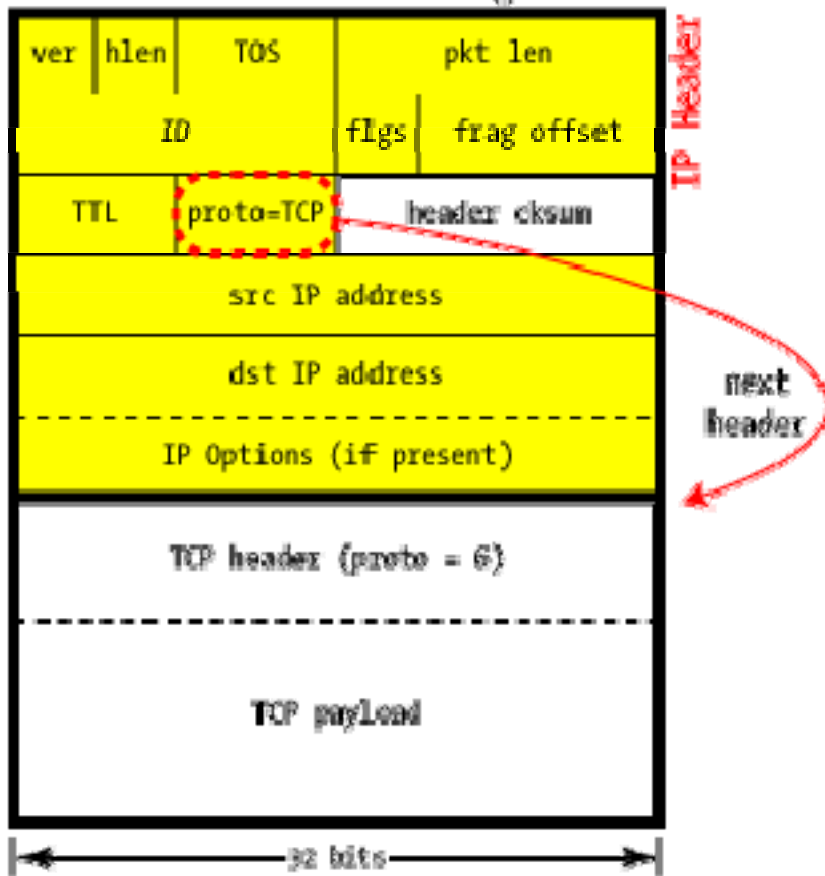 ver hlen TOS pkt len
ID flgs frag offset
TTL proto=TCP header cksum
src IP address
dst IP address
IP Options (if present)
TCP header (proto = 6)
TCP payload
32 bits
IP Header
next
header